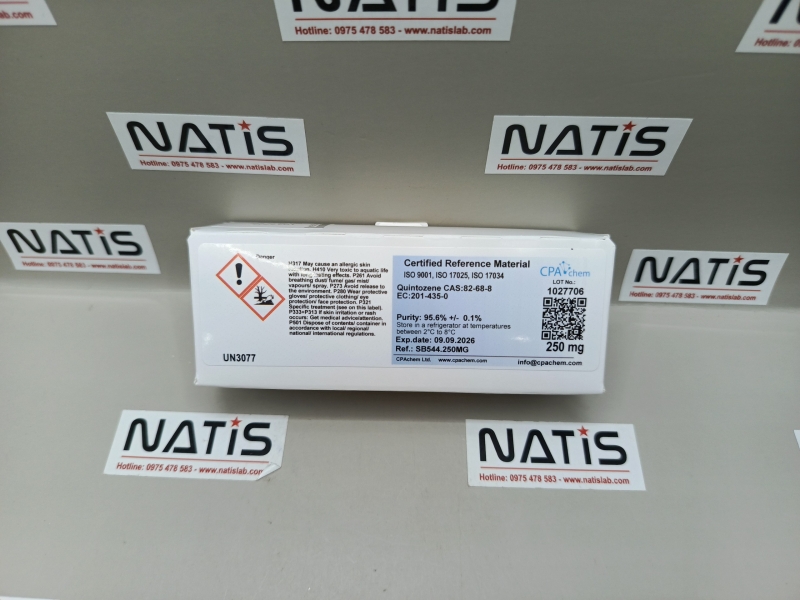 Hotline: 0975 478 583 - www.natislab.com
Hotline:
NATIS
Hotline: 0975 478 583 - www.natislab.com
NATIS
Hotline: 0975 478 583 - www.natislab.com
NATIS
Hotline: 0975 478 583 - www.natislab.com
Hotline: 0975 478 583
Danger
H317 May cause an allergic skin
H410 Very toxic to aquatic life
with long lasting effects. P261 Avoid
breathing dust/ fume/ gas/ mist/
vapours/ spray. P273 Avoid release to
the environment. P280 Wear protective
gloves/ protective clothing/ eye
protection/ face protection. P321
Specific treatment (see on this label).
P333+P313 If skin irritation or rash
occurs: Get medical advice/attention.
P501 Dispose of contents/ container in
accordance with local/ regional/
national/ international regulations.
UN3077
Certified Reference Material
ISO 9001, ISO 17025, ISO 17034
Quintozene CAS:82-68-8
EC:201-435-0
Purity: 95.6% +/- 0.1%
Store in a refrigerator at temperatures
between 2°C to 8°C
Exp.date: 09.09.2026
Ref.: SB544.250MG
CPAchem Ltd. www.cpachem.com
CPAchem
LOT No.:
1027706
250 mg
info@cpachem.com
NATIS
Hotline: 0975 478 583 - www.natislab.com
NATIS
Hotline: 0975 478 583 - www.natislab.com